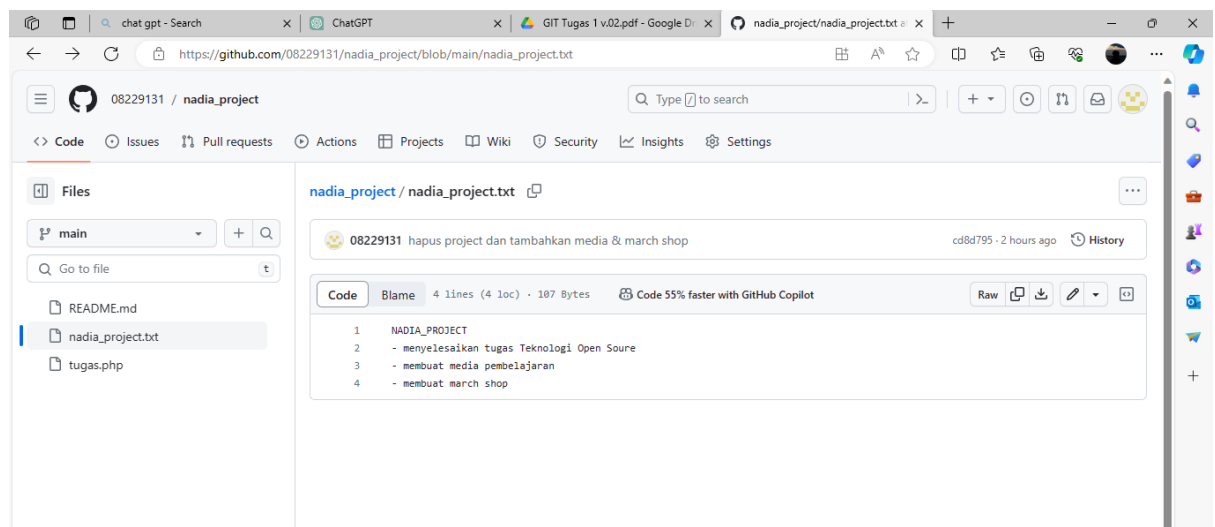 chat gpt - Search
ChatGPT
GIT Tugas 1 v.02.pdf - Google Dr
nadia_project/nadia_project.txt a
https://github.com/08229131/nadia_project/blob/main/nadia_project.txt
08229131 / nadia_project
Type / to search
Code Issues Pull requests Actions Projects Wiki Security Insights Settings
Files
nadia_project / nadia_project.txt
main
08229131 hapus project dan tambahkan media & march shop cd8d795 · 2 hours ago History
Go to file t
Code Blame 4 lines (4 loc) · 107 Bytes Code 55% faster with GitHub Copilot Raw
README.md
nadia_project.txt
tugas.php
1 NADIA_PROJECT
2 - menyelesaikan tugas Teknologi Open Soure
3 - membuat media pembelajaran
4 - membuat march shop